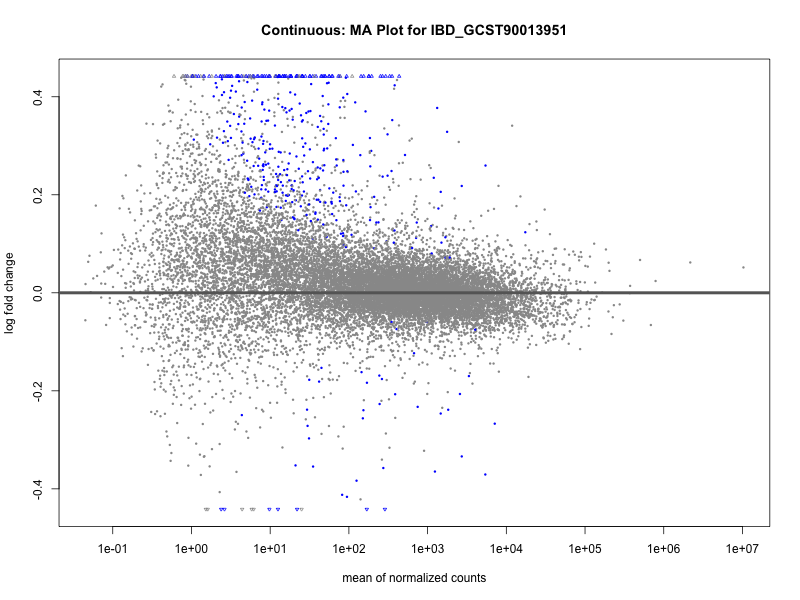 Continuous: MA Plot for IBD_GCST90013951
0.4
0.2
0.0
-0.2
-0.4
log fold change
1e-01 1e+00 1e+01 1e+02 1e+03 1e+04 1e+05 1e+06 1e+07
mean of normalized counts